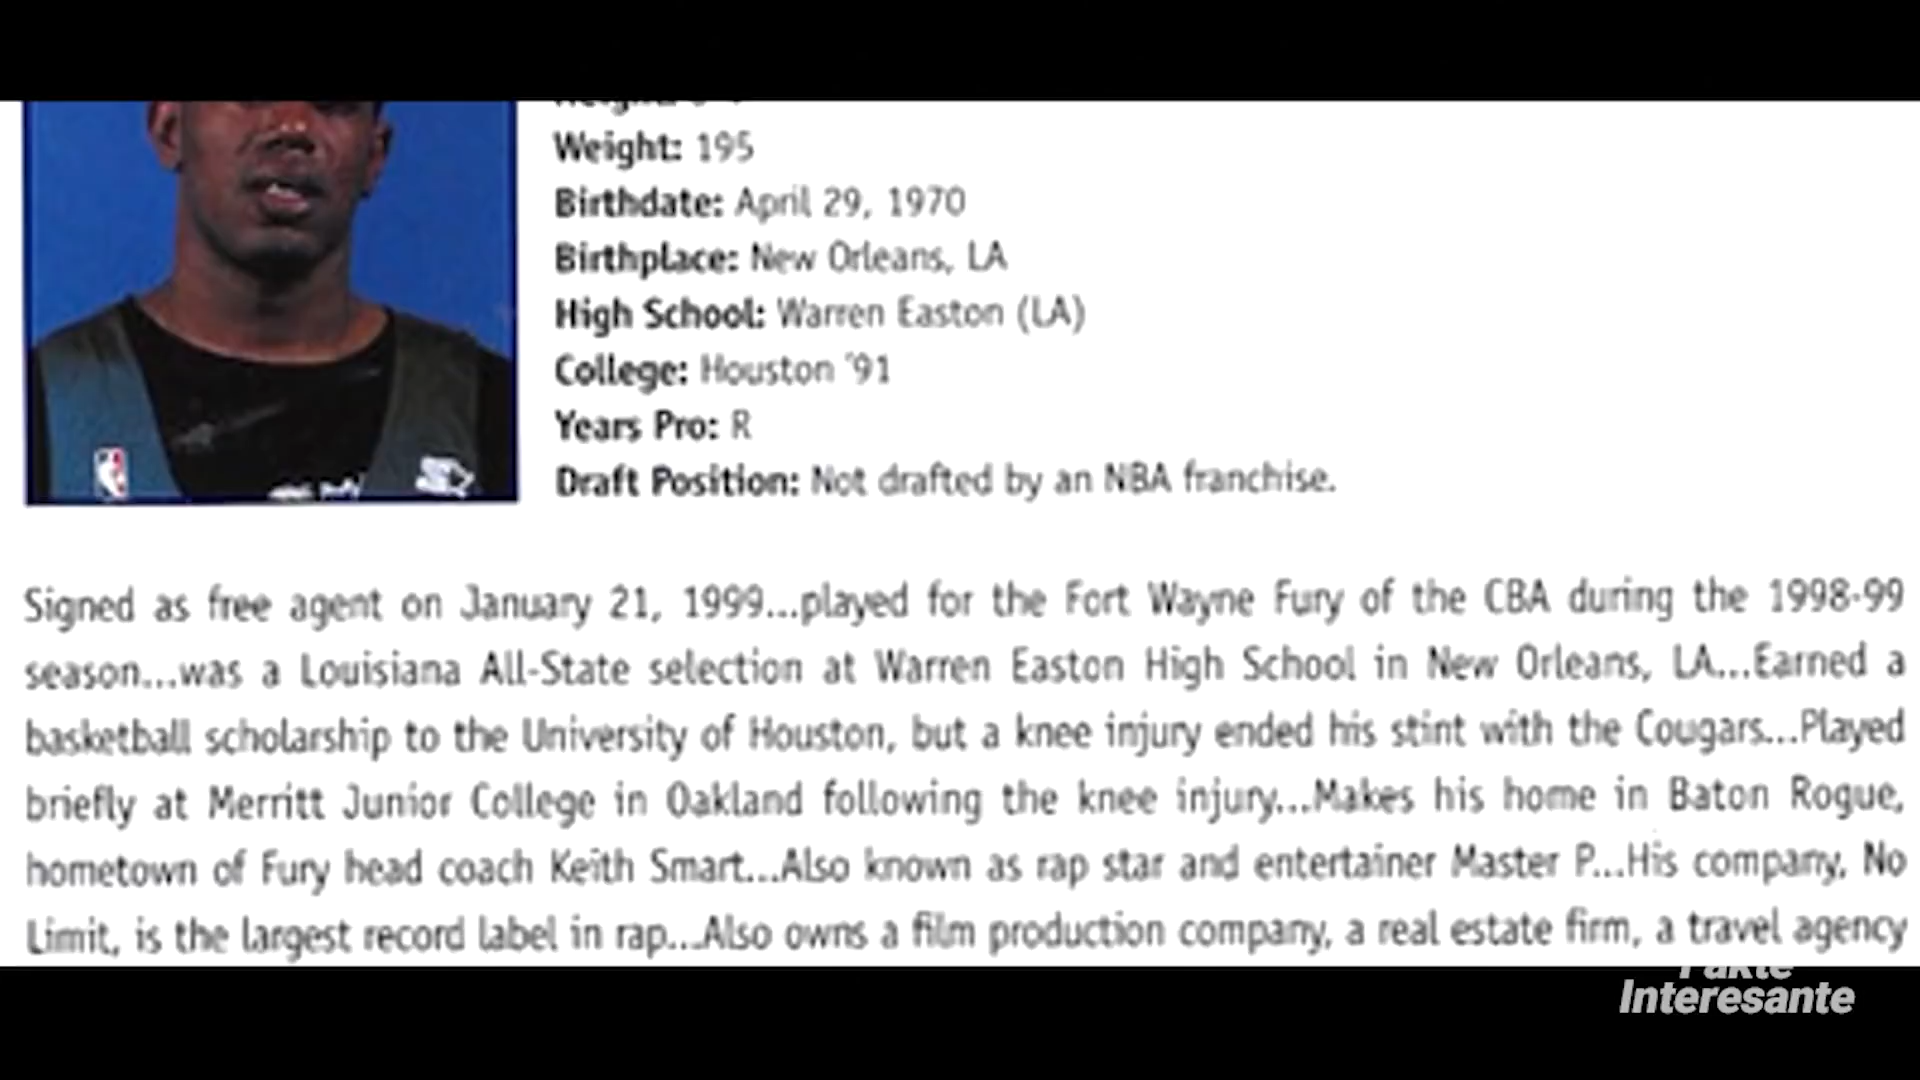 Weight: 195
Birthdate: April 29, 1970
Birthplace: New Orleans, LA
High School: Warren Easton (LA)
College: Houston '91
Years Pro: R
Draft Position: Not drafted by an NBA franchise.
Signed as free agent on January 21, 1999...played for the Fort Wayne Fury of the CBA during the 1998-99
season...was a Louisiana All-State selection at Warren Easton High School in New Orleans, LA...Earned a
basketball scholarship to the University of Houston, but a knee injury ended his stint with the Cougars...Played
briefly at Merritt Junior College in Oakland following the knee injury...Makes his home in Baton Rogue,
hometown of Fury head coach Keith Smart...Also known as rap star and entertainer Master P...His company, No
Limit, is the largest record label in rap...Also owns a film production company, a real estate firm, a travel agency
Interesante